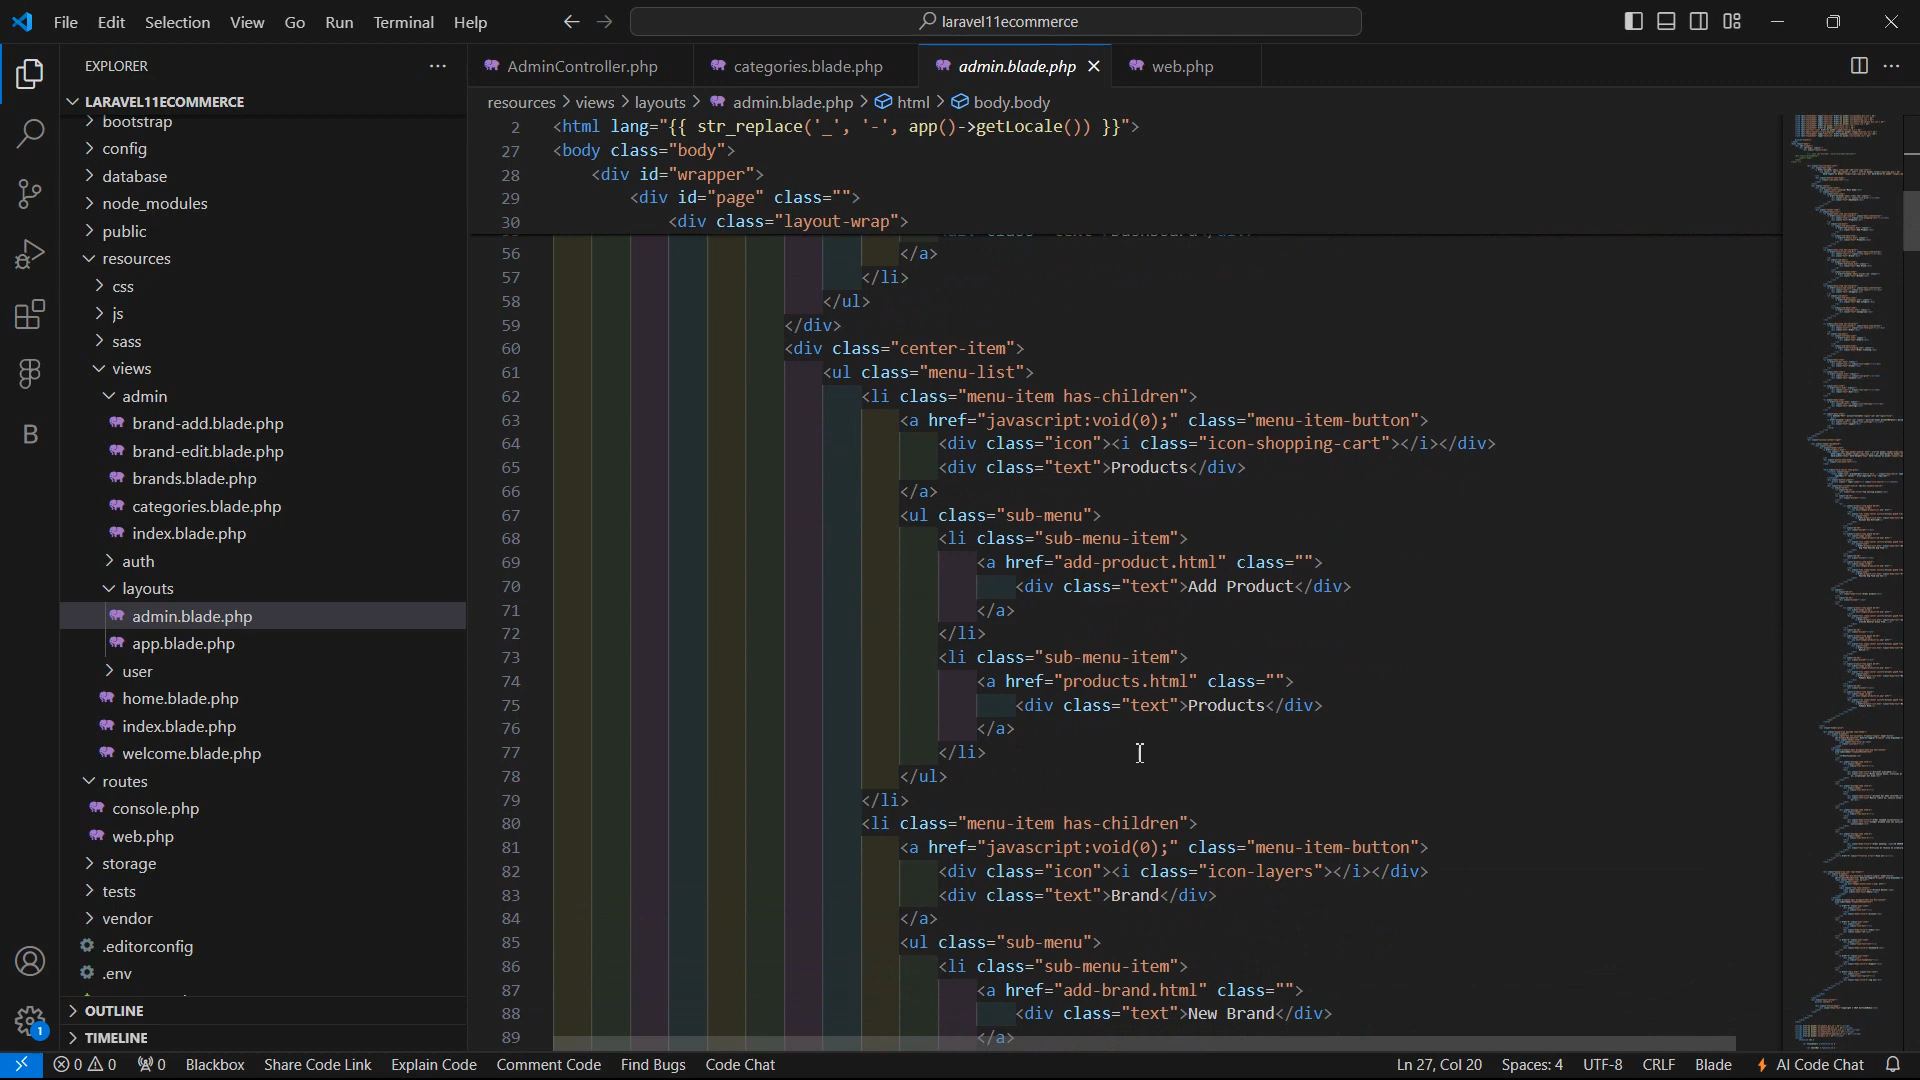 File Edit Selection View Go Run Terminal Help
laravel11ecommerce
EXPLORER
LARAVEL11ECOMMERCE
bootstrap
config
database
node_modules
public
resources
css
js
sass
views
admin
brand-add.blade.php
brand-edit.blade.php
brands.blade.php
categories.blade.php
index.blade.php
auth
layouts
admin.blade.php
app.blade.php
user
home.blade.php
index.blade.php
welcome.blade.php
routes
console.php
web.php
storage
tests
vendor
.editorconfig
.env
OUTLINE
TIMELINE
AdminController.php categories.blade.php admin.blade.php web.php
resources > views > layouts > admin.blade.php > html > body.body
2 <html lang="{{ str_replace('_', '-', app()->getLocale()) }}">
27 <body class="body">
28 <div id="wrapper">
29 <div id="page" class="">
30 <div class="layout-wrap">
56 </a>
57 </li>
58 </ul>
59 </div>
60 <div class="center-item">
61 <ul class="menu-list">
62 <li class="menu-item has-children">
63 <a href="javascript:void(0);" class="menu-item-button">
64 <div class="icon"><i class="icon-shopping-cart"></i></div>
65 <div class="text">Products</div>
66 </a>
67 <ul class="sub-menu">
68 <li class="sub-menu-item">
69 <a href="add-product.html" class="">
70 <div class="text">Add Product</div>
71 </a>
72 </li>
73 <li class="sub-menu-item">
74 <a href="products.html" class="">
75 <div class="text">Products</div>
76 </a>
77 </li>
78 </ul>
79 </li>
80 <li class="menu-item has-children">
81 <a href="javascript:void(0);" class="menu-item-button">
82 <div class="icon"><i class="icon-layers"></i></div>
83 <div class="text">Brand</div>
84 </a>
85 <ul class="sub-menu">
86 <li class="sub-menu-item">
87 <a href="add-brand.html" class="">
88 <div class="text">New Brand</div>
89 </a>
1
0 0 0 Blackbox Share Code Link Explain Code Comment Code Find Bugs Code Chat Ln 27, Col 20 Spaces: 4 UTF-8 CRLF Blade AI Code Chat